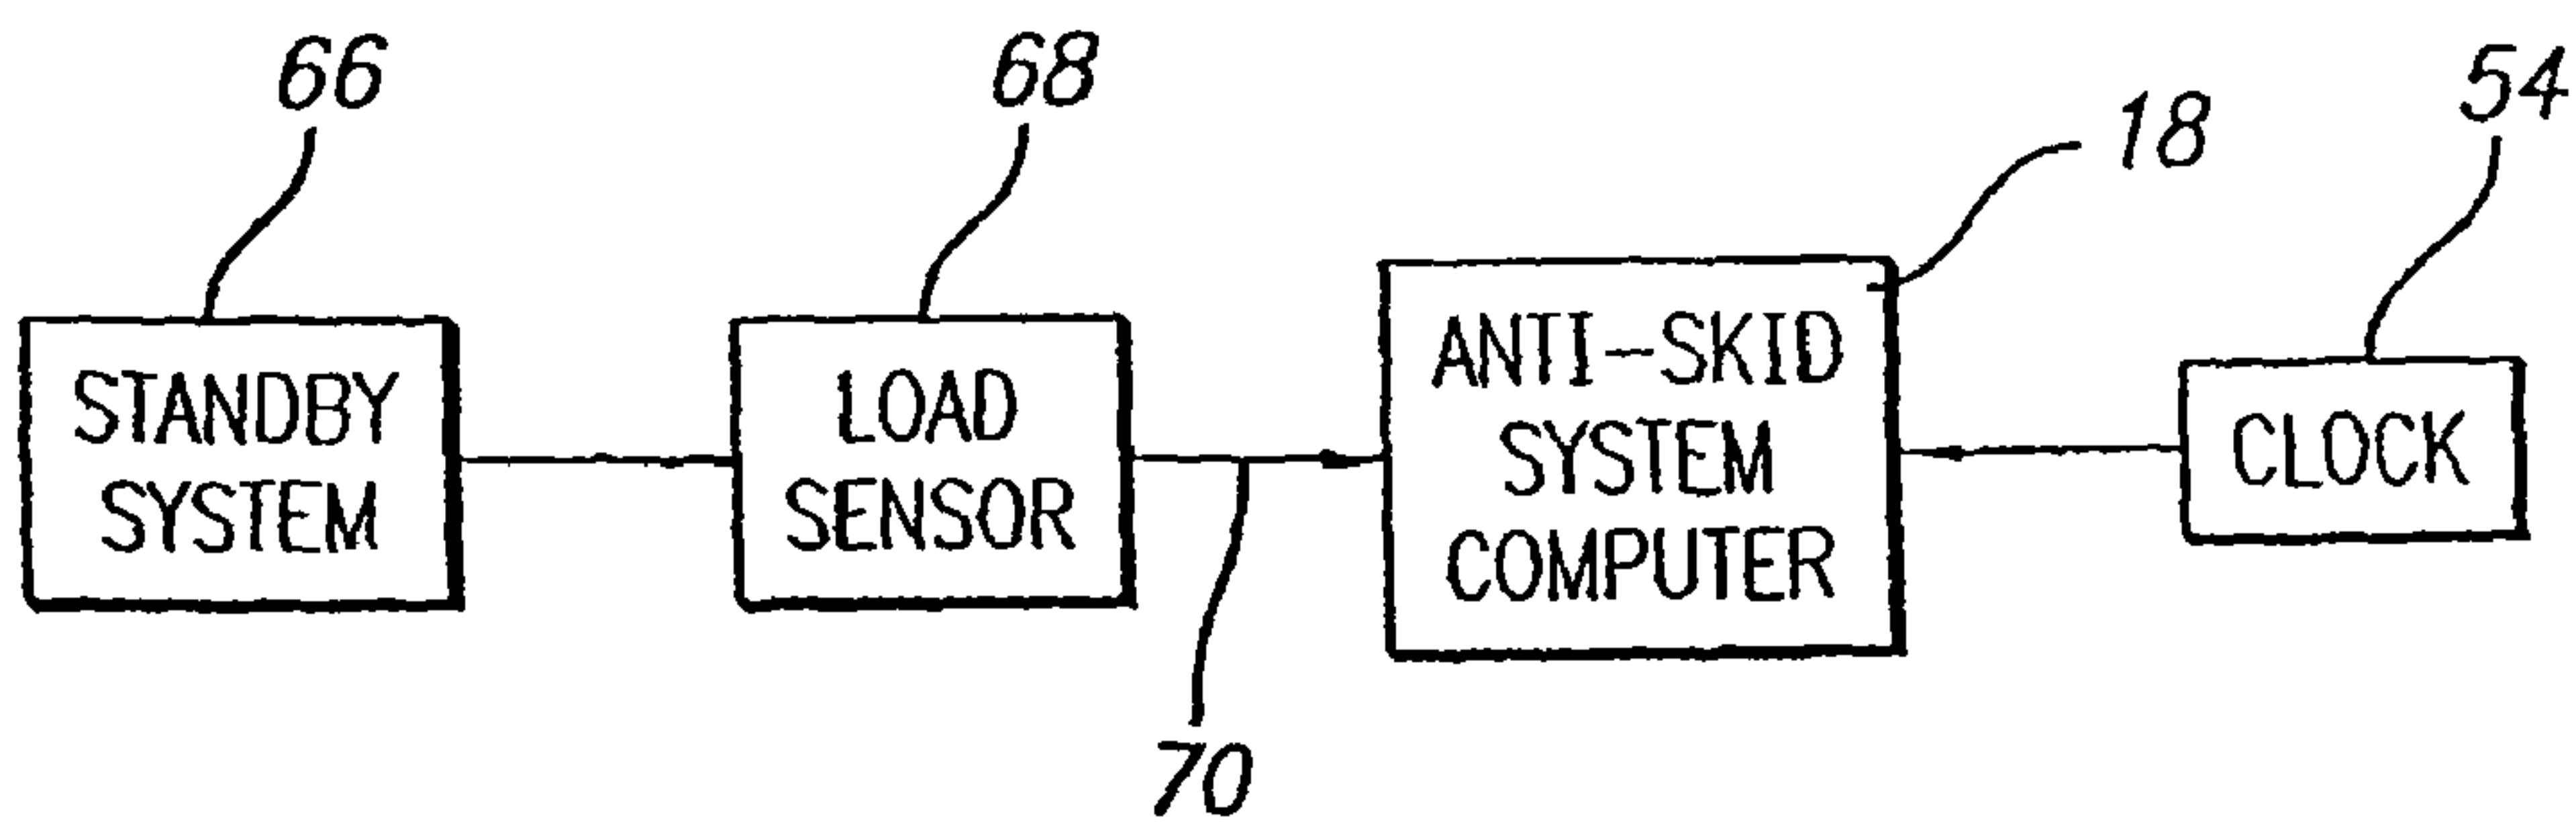 66
68
18
54
STANDBY
SYSTEM
LOAD
SENSOR
ANTI-SKID
SYSTEM
COMPUTER
CLOCK
70